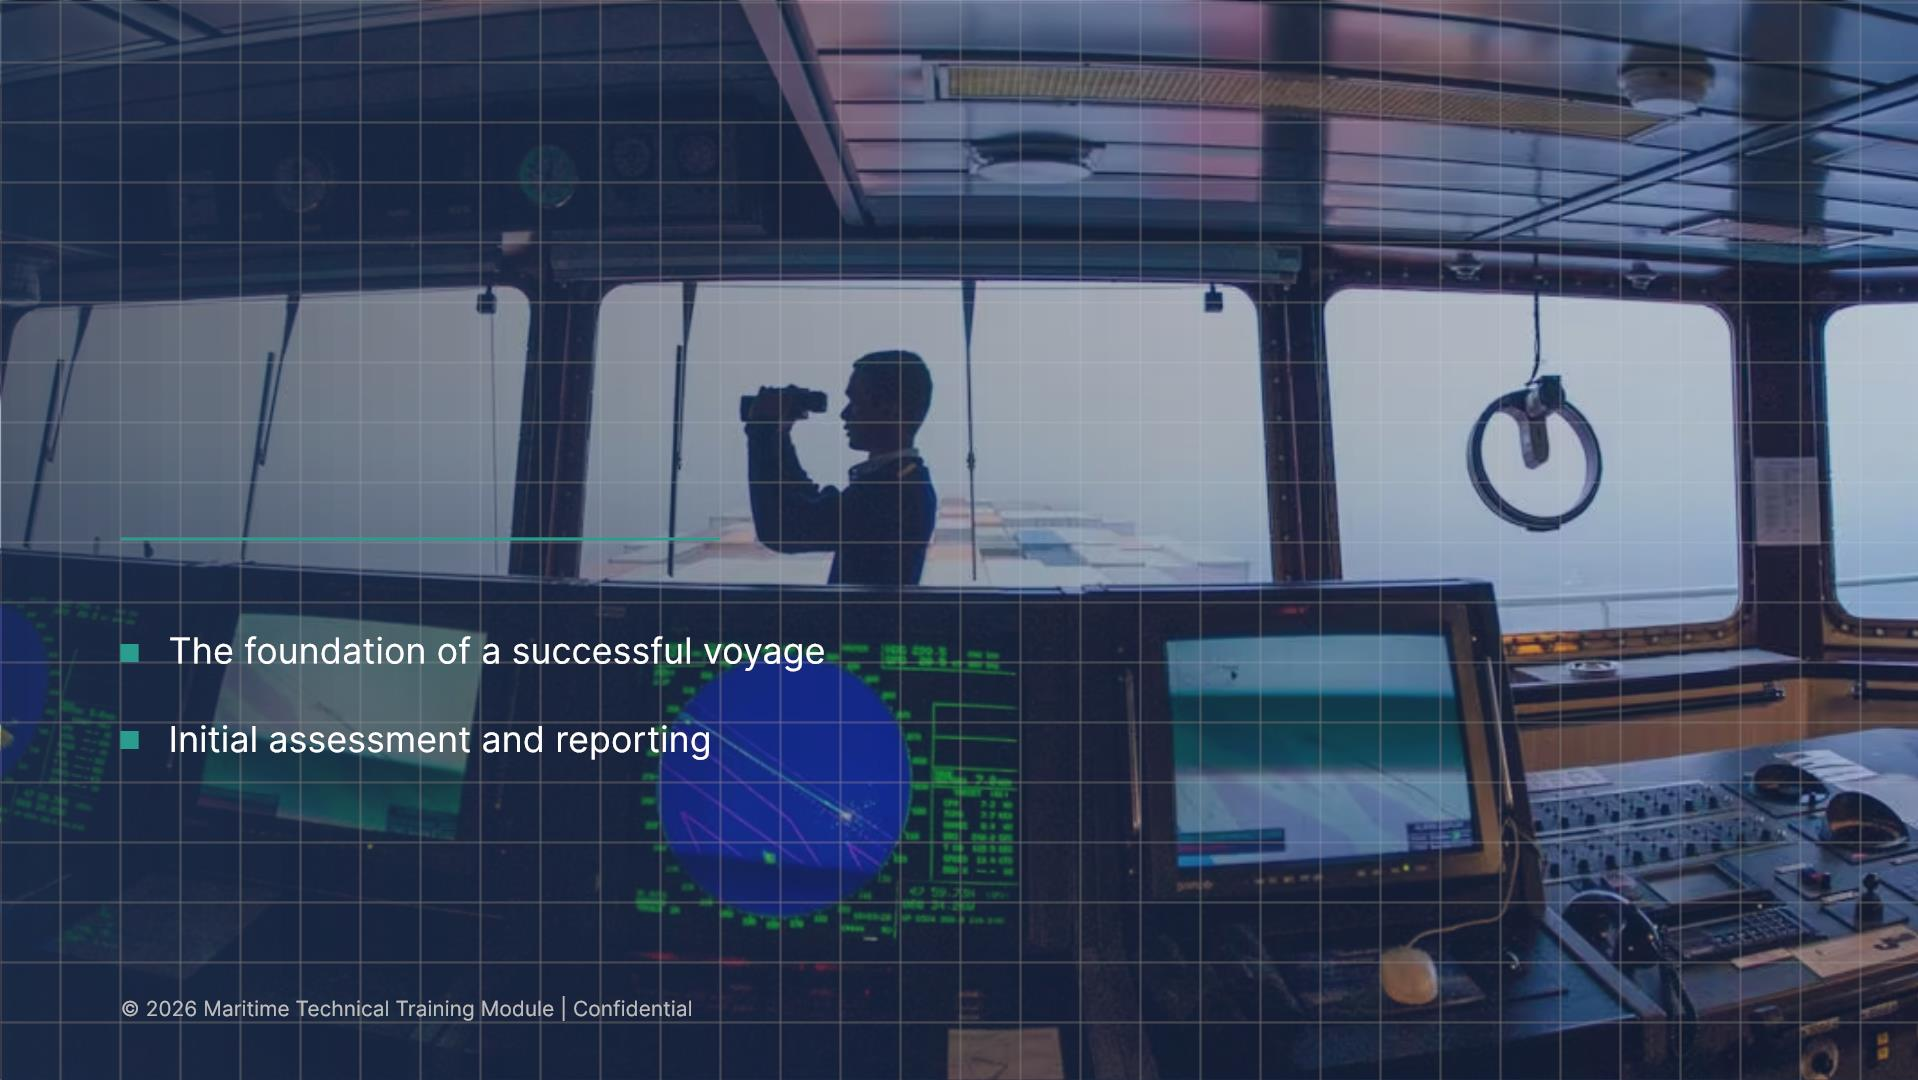 The foundation of a successful voyage
Initial assessment and reporting
© 2026 Maritime Technical Training Module | Confidential